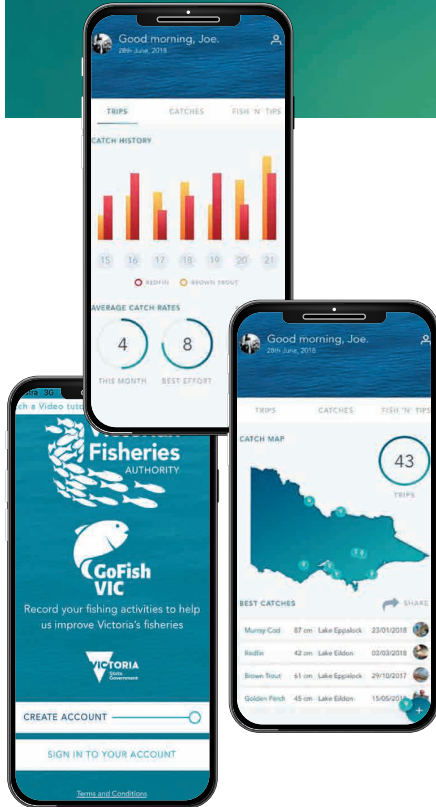 Good morning, Joe.
28th June, 2018
TRIPS CATCHES FISH 'N' TIPS
CATCH HISTORY
15 16 17 18 19 20 21
REDFIN BROWN TROUT
AVERAGE CATCH RATES
4 8
THIS MONTH BEST EFFORT
Good morning, Joe.
28th June, 2018
TRIPS CATCHES FISH 'N' TIPS
CATCH MAP
43
TRIPS
BEST CATCHES SHARE
Murray Cod 87 cm Lake Eppalock 23/01/2018
Redfin 42 cm Lake Eildon 03/03/2018
Brown Trout 61 cm Lake Eppalock 29/10/2017
Golden Perch 45 cm Lake Eildon 15/05/201
+
stra 3G
ch a Video tuto
Victorian
Fisheries
AUTHORITY
GoFish
VIC
Record your fishing activities to help
us improve Victoria's fisheries
VICTORIA
State
Government
CREATE ACCOUNT
SIGN IN TO YOUR ACCOUNT
Terms and Conditions